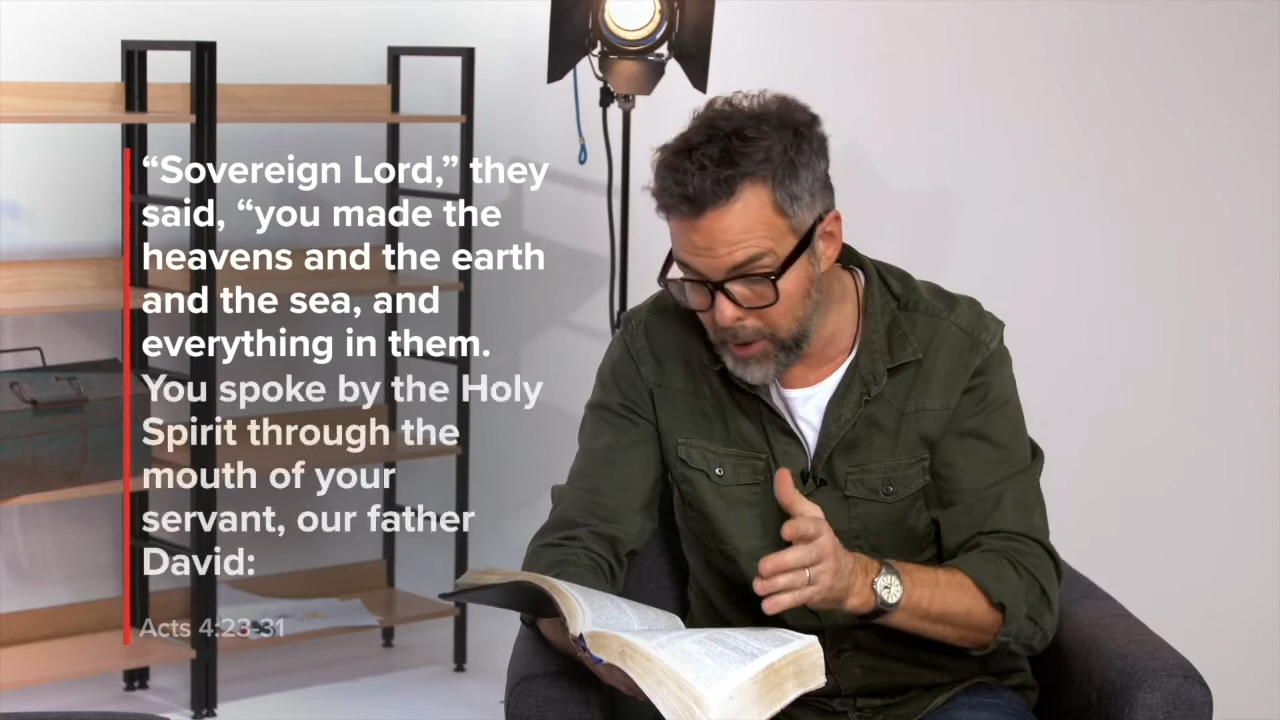 “Sovereign Lord,” they
said, “you made the
heavens and the earth
and the sea, and
everything in them.
You spoke by the Holy
Spirit through the
mouth of your
servant, our father
David:
Acts 4:23-31